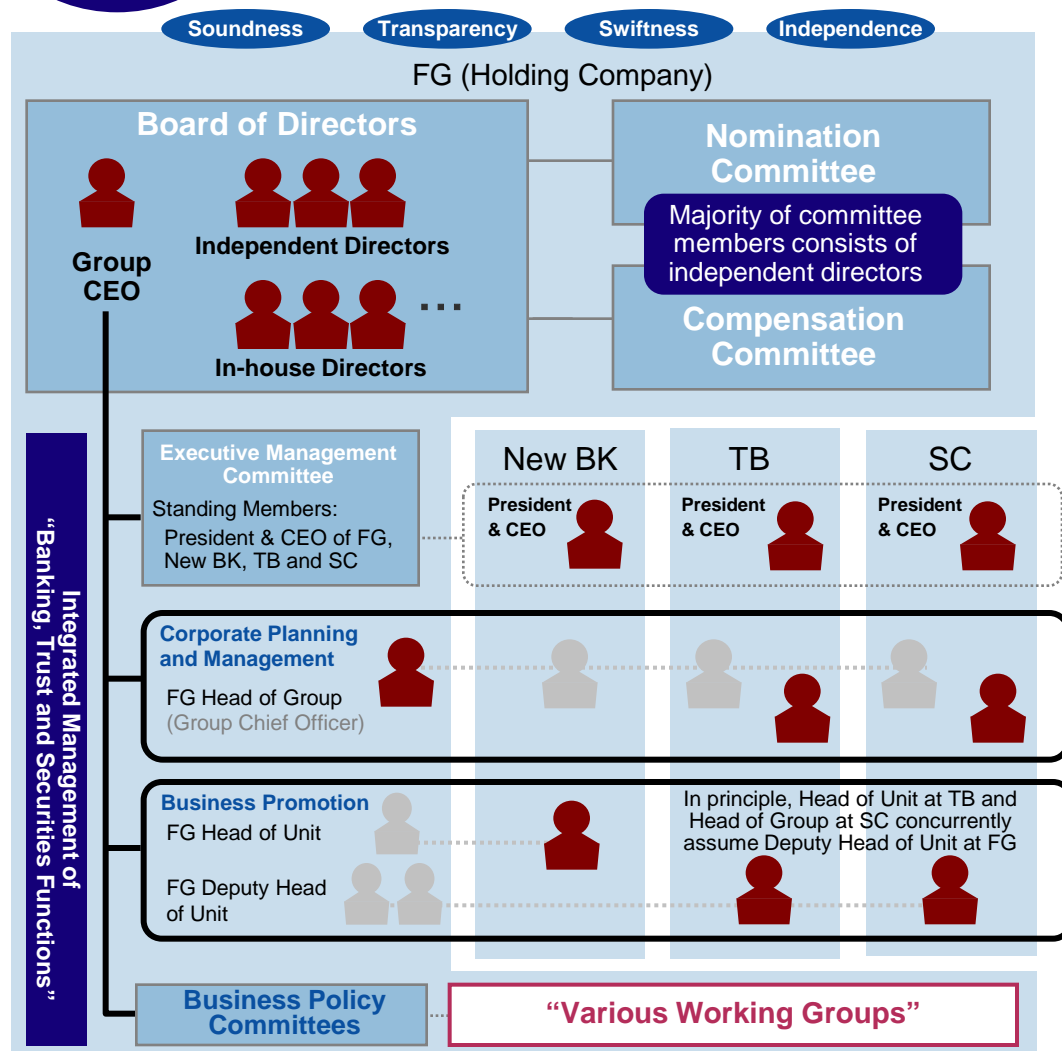 Soundness
Transparency
Swiftness
Independence
FG (Holding Company)
Board of Directors
Group
CEO
Independent Directors
In-house Directors
...
Nomination
Committee
Majority of committee
members consists of
independent directors
Compensation
Committee
Integrated Management of
“Banking, Trust and Securities Functions”
Executive Management
Committee
Standing Members:
President & CEO of FG,
New BK, TB and SC
New BK
TB
SC
President
& CEO
President
& CEO
President
& CEO
Corporate Planning
and Management
FG Head of Group
(Group Chief Officer)
Business Promotion
FG Head of Unit
FG Deputy Head
of Unit
In principle, Head of Unit at TB and
Head of Group at SC concurrently
assume Deputy Head of Unit at FG
Business Policy
Committees
“Various Working Groups”